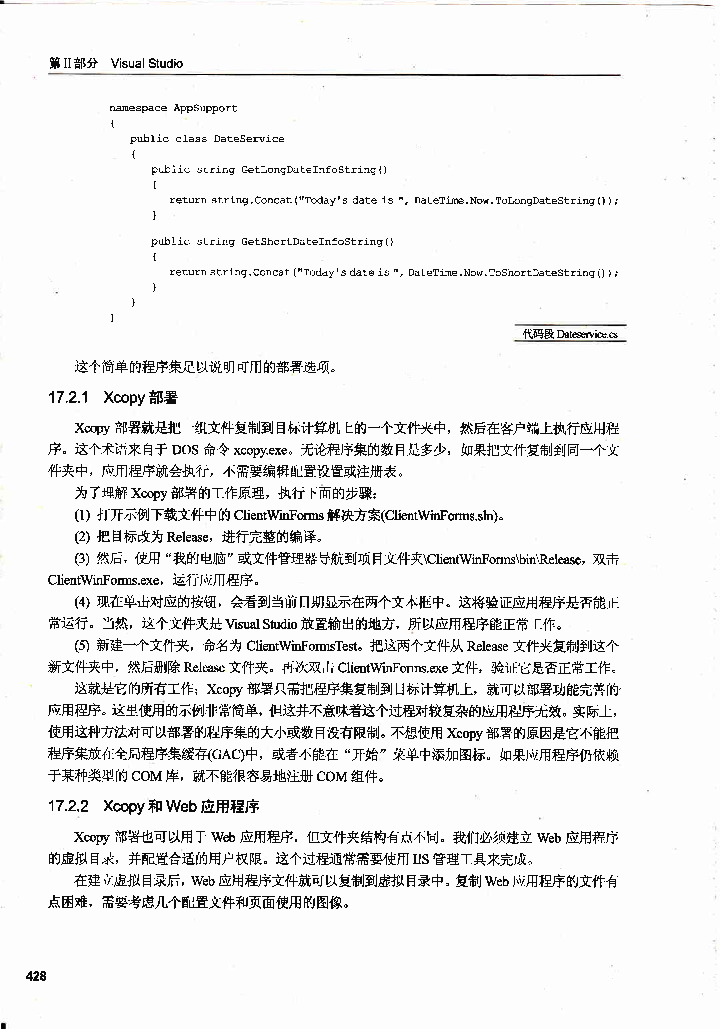 第II部分 Visual Studio
namespace AppSupport
{
public class DateService
{
public string GetLongDateInfoString()
{
return string.Concat("Today's date is ", DateTime.Now.ToLongDateString());
}
public string GetShortDateInfoString()
{
return string.Concat("Today's date is ", DateTime.Now.ToShortDateString());
}
}
}
代码段 Dateservice.cs
这个简单的程序集足以说明可用的部署选项。
17.2.1 Xcopy 部署
Xcopy 部署就是把一组文件复制到目标计算机上的一个文件夹中，然后在客户端上执行应用程
序。这个术语来自于 DOS 命令 xcopy.exe。无论程序集的数目是多少，如果把文件复制到同一个文
件夹中，应用程序就会执行，不需要编辑配置设置或注册表。
为了理解 Xcopy 部署的工作原理，执行下面的步骤：
(1) 打开示例下载文件中的 ClientWinForms 解决方案(ClientWinForms.sln)。
(2) 把目标改为 Release，进行完整的编译。
(3) 然后，使用“我的电脑”或文件管理器导航到项目文件夹\ClientWinForms\bin\Release，双击
ClientWinForms.exe，运行应用程序。
(4) 现在单击对应的按钮，会看到当前日期显示在两个文本框中。这将验证应用程序是否能正
常运行。当然，这个文件夹是 Visual Studio 放置输出的地方，所以应用程序能正常工作。
(5) 新建一个文件夹，命名为 ClientWinFormsTest。把这两个文件从 Release 文件夹复制到这个
新文件夹中，然后删除 Release 文件夹。再次双击 ClientWinForms.exe 文件，验证它是否正常工作。
这就是它的所有工作；Xcopy 部署只需把程序集复制到目标计算机上，就可以部署功能完善的
应用程序。这里使用的示例非常简单，但这并不意味着这个过程对较复杂的应用程序无效。实际上，
使用这种方法对可以部署的程序集的大小或数目没有限制。不想使用 Xcopy 部署的原因是它不能把
程序集放在全局程序集缓存(GAC)中，或者不能在“开始”菜单中添加图标。如果应用程序仍依赖
于某种类型的 COM 库，就不能很容易地注册 COM 组件。
17.2.2 Xcopy 和 Web 应用程序
Xcopy 部署也可以用于 Web 应用程序，但文件夹结构有点不同。我们必须建立 Web 应用程序
的虚拟目录，并配置合适的用户权限。这个过程通常需要使用 IIS 管理工具来完成。
在建立虚拟目录后，Web 应用程序文件就可以复制到虚拟目录中。复制 Web 应用程序的文件有
点困难，需要考虑几个配置文件和页面使用的图像。
428